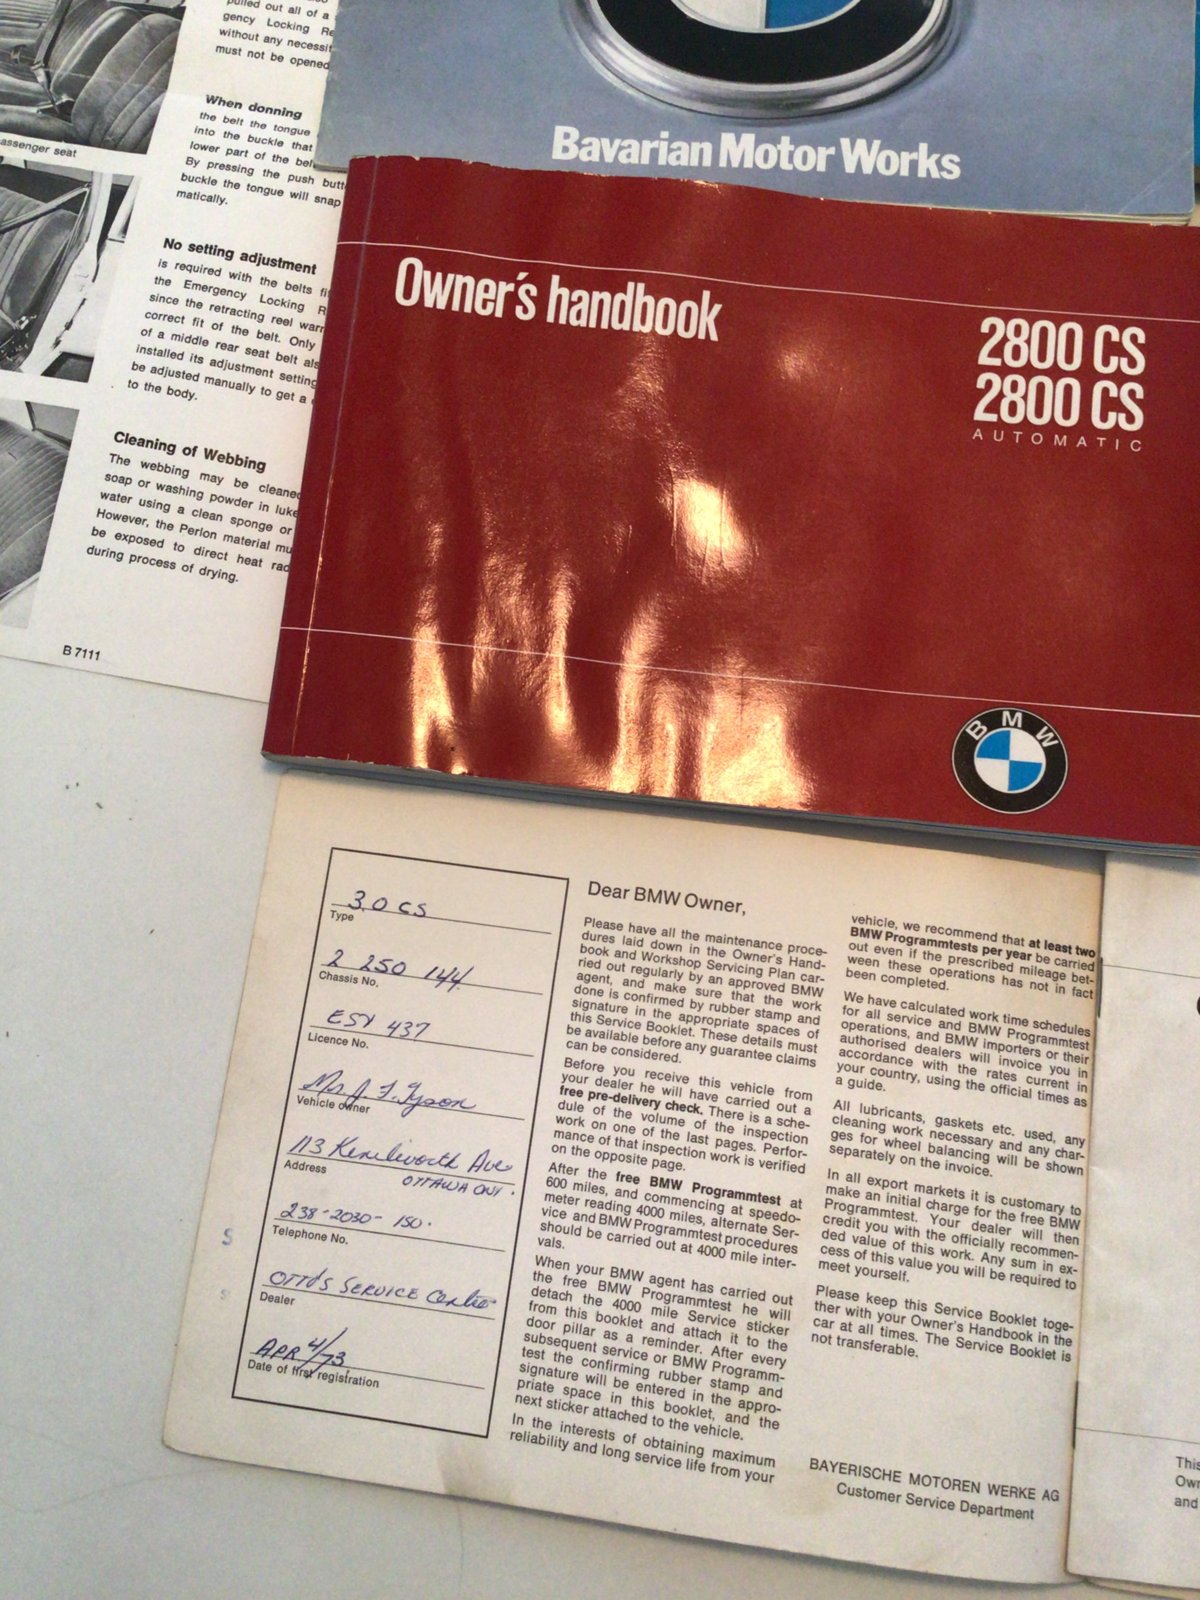 pulled out all of a
gency Locking Re
without any necessit
must not be opened
assenger seat
When donning
the belt the tongue
into the buckle that
lower part of the bel
By pressing the push butt
buckle the tongue will snap
matically.
No setting adjustment
is required with the belts fi
the Emergency Locking R
since the retracting reel warr
correct fit of the belt. Only
of a middle rear seat belt als
installed its adjustment setting
be adjusted manually to get a
to the body.
Cleaning of Webbing
The webbing may be cleaned
soap or washing powder in luke
water using a clean sponge or
However, the Perlon material mu
be exposed to direct heat rad
during process of drying.
B 7111
Bavarian Motor Works
Owner's handbook
2800 CS
2800 CS
AUTOMATIC
BMW
3.0 CS
Type
2 250 144
Chassis No.
ESV 437
Licence No.
Mr. J. F. Tyson
Vehicle owner
113 Kenilworth Ave
Address
OTTAWA ONT.
238-2030- 150.
Telephone No.
OTTO'S SERVICE Centre
Dealer
APR 4/73
Date of first registration
Dear BMW Owner,
Please have all the maintenance proce-
dures laid down in the Owner's Hand-
book and Workshop Servicing Plan car-
ried out regularly by an approved BMW
agent, and make sure that the work
done is confirmed by rubber stamp and
signature in the appropriate spaces of
this Service Booklet. These details must
be available before any guarantee claims
can be considered.
Before you receive this vehicle from
your dealer he will have carried out a
free pre-delivery check. There is a sche-
dule of the volume of the inspection
work on one of the last pages. Perfor-
mance of that inspection work is verified
on the opposite page.
After the free BMW Programmtest at
600 miles, and commencing at speedo-
meter reading 4000 miles, alternate Ser-
vice and BMW Programmtest procedures
should be carried out at 4000 mile inter-
vals.
When your BMW agent has carried out
the free BMW Programmtest he will
detach the 4000 mile Service sticker
from this booklet and attach it to the
door pillar as a reminder. After every
subsequent service or BMW Programm-
test the confirming rubber stamp and
signature will be entered in the appro-
priate space in this booklet, and the
next sticker attached to the vehicle.
In the interests of obtaining maximum
reliability and long service life from your
vehicle, we recommend that at least two
BMW Programmtests per year be carried
out even if the prescribed mileage bet-
ween these operations has not in fact
been completed.
We have calculated work time schedules
for all service and BMW Programmtest
operations, and BMW importers or their
authorised dealers will invoice you in
accordance with the rates current in
your country, using the official times as
a guide.
All lubricants, gaskets etc. used, any
cleaning work necessary and any char-
ges for wheel balancing will be shown
separately on the invoice.
In all export markets it is customary to
make an initial charge for the free BMW
Programmtest. Your dealer will then
credit you with the officially recommen-
ded value of this work. Any sum in ex-
cess of this value you will be required to
meet yourself.
Please keep this Service Booklet toge-
ther with your Owner's Handbook in the
car at all times. The Service Booklet is
not transferable.
BAYERISCHE MOTOREN WERKE AG
Customer Service Department
This
Own
and